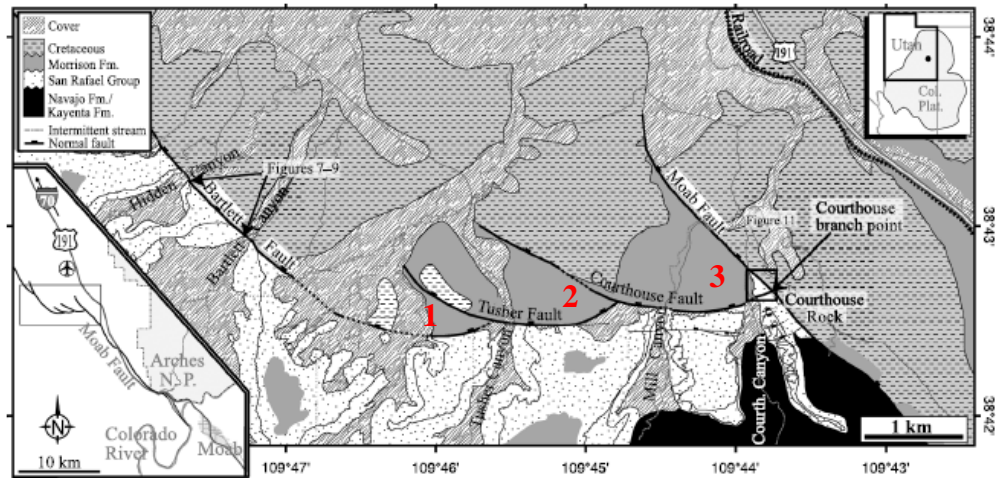 Cover
Cretaceous
Morrison Fm.
San Rafael Group
Navajo Fm./
Kayenta Fm.
Intermittent stream
Normal fault
Railroad
191
Utah
Col.
Plat.
38°44'
38°43'
38°42'
Hidden Canyon
Figures 7–9
Bartlett Canyon
Bartlett Fault
Moab Fault
Figure 11
Courthouse
branch point
Courthouse Fault
Courthouse
Rock
Tusher Fault
1
2
3
Tusher Canyon
Mill Canyon
Courth. Canyon
70
191
Moab Fault
Arches
N. P.
Colorado
River
Moab
N
10 km
1 km
109°47'
109°46'
109°45'
109°44'
109°43'